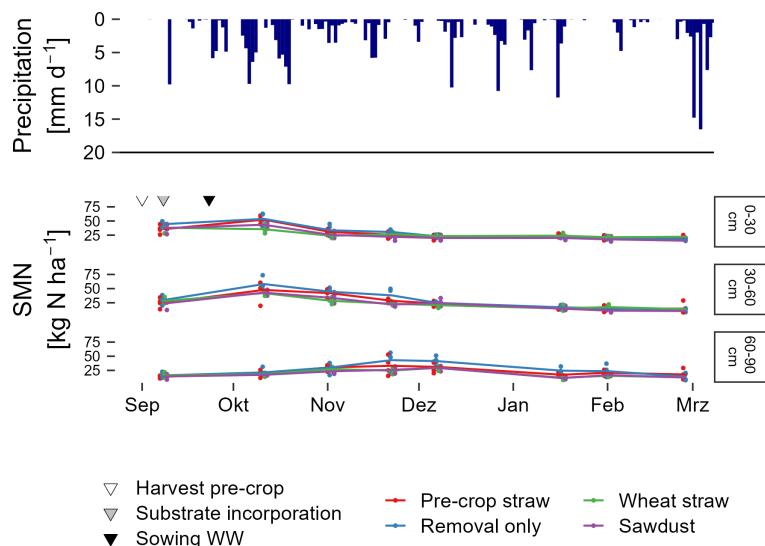 Precipitation
[mm d⁻¹]
0
5
10
15
20
SMN
[kg N ha⁻¹]
75
50
25
0-30
cm
75
50
25
30-60
cm
75
50
25
60-90
cm
Sep Okt Nov Dez Jan Feb Mrz
Harvest pre-crop
Substrate incorporation
Sowing WW
Pre-crop straw
Removal only
Wheat straw
Sawdust